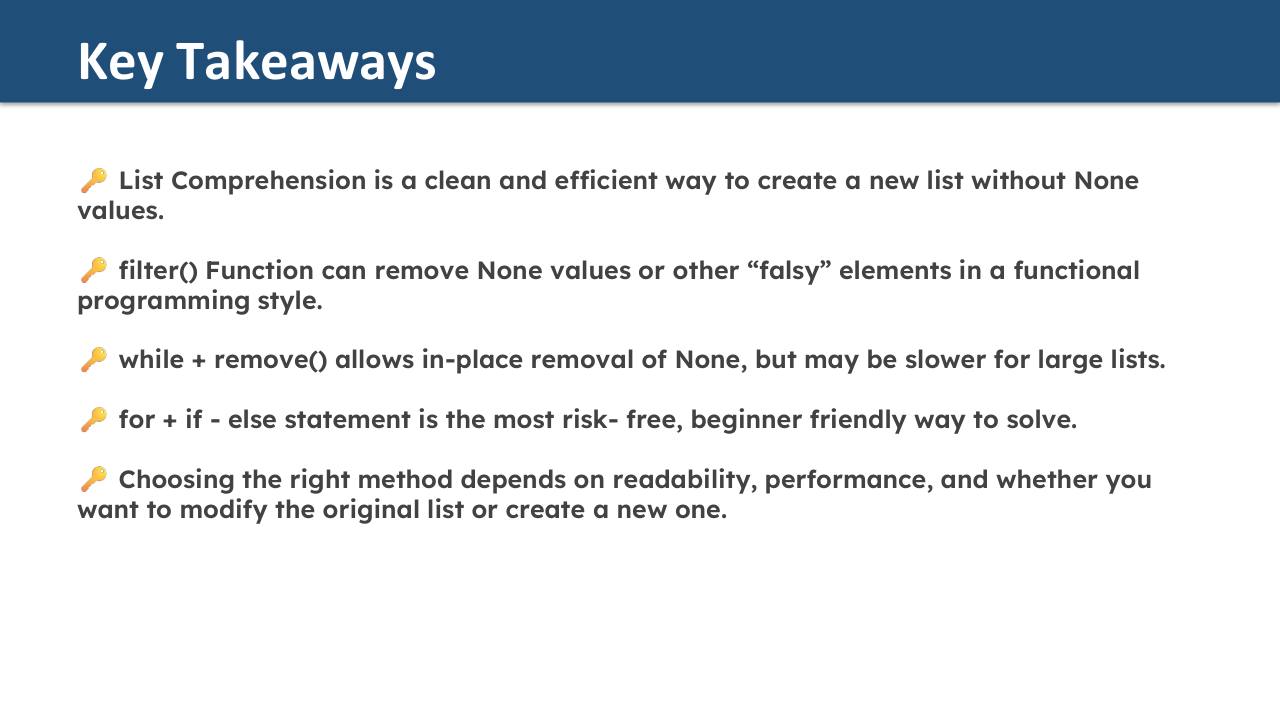 Key Takeaways
🔑 List Comprehension is a clean and efficient way to create a new list without None
values.
🔑 filter() Function can remove None values or other “falsy” elements in a functional
programming style.
🔑 while + remove() allows in-place removal of None, but may be slower for large lists.
🔑 for + if - else statement is the most risk- free, beginner friendly way to solve.
🔑 Choosing the right method depends on readability, performance, and whether you
want to modify the original list or create a new one.